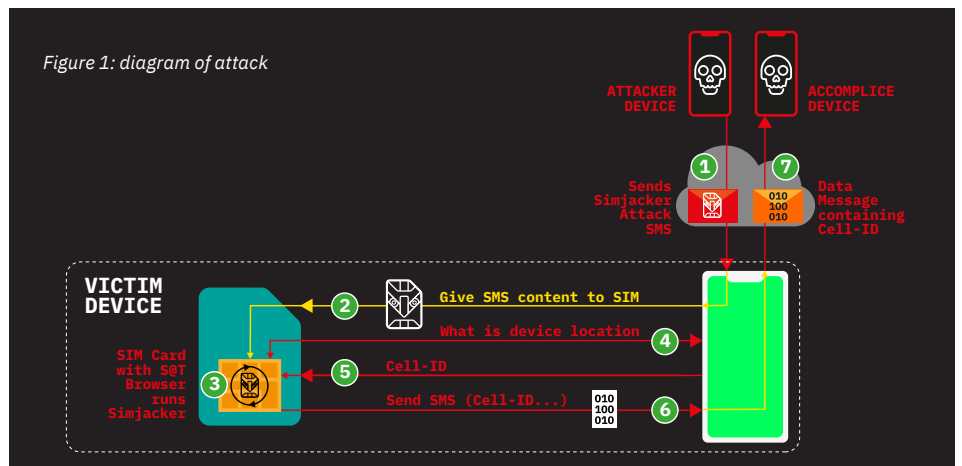 Figure 1: diagram of attack
ATTACKER
DEVICE
ACCOMPLICE
DEVICE
1
7
Sends
Simjacker
Attack
SMS
010
100
010
Data
Message
containing
Cell-ID
VICTIM
DEVICE
2
Give SMS content to SIM
What is device location
4
SIM Card
with S@T
Browser
runs
Simjacker
3
5
Cell-ID
Send SMS (Cell-ID...)
010
100
010
6